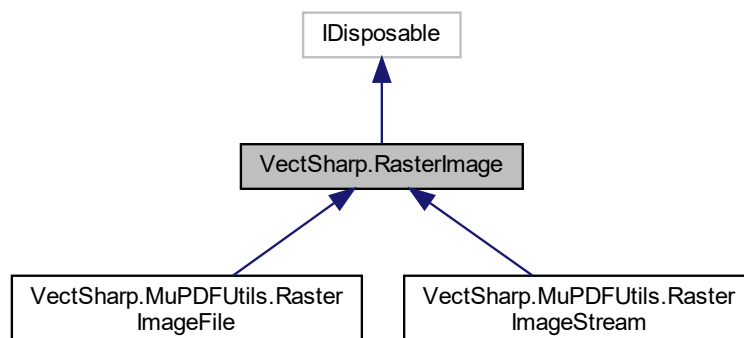 IDisposable
VectSharp.RasterImage
VectSharp.MuPDFUtils.Raster
ImageFile
VectSharp.MuPDFUtils.Raster
ImageStream